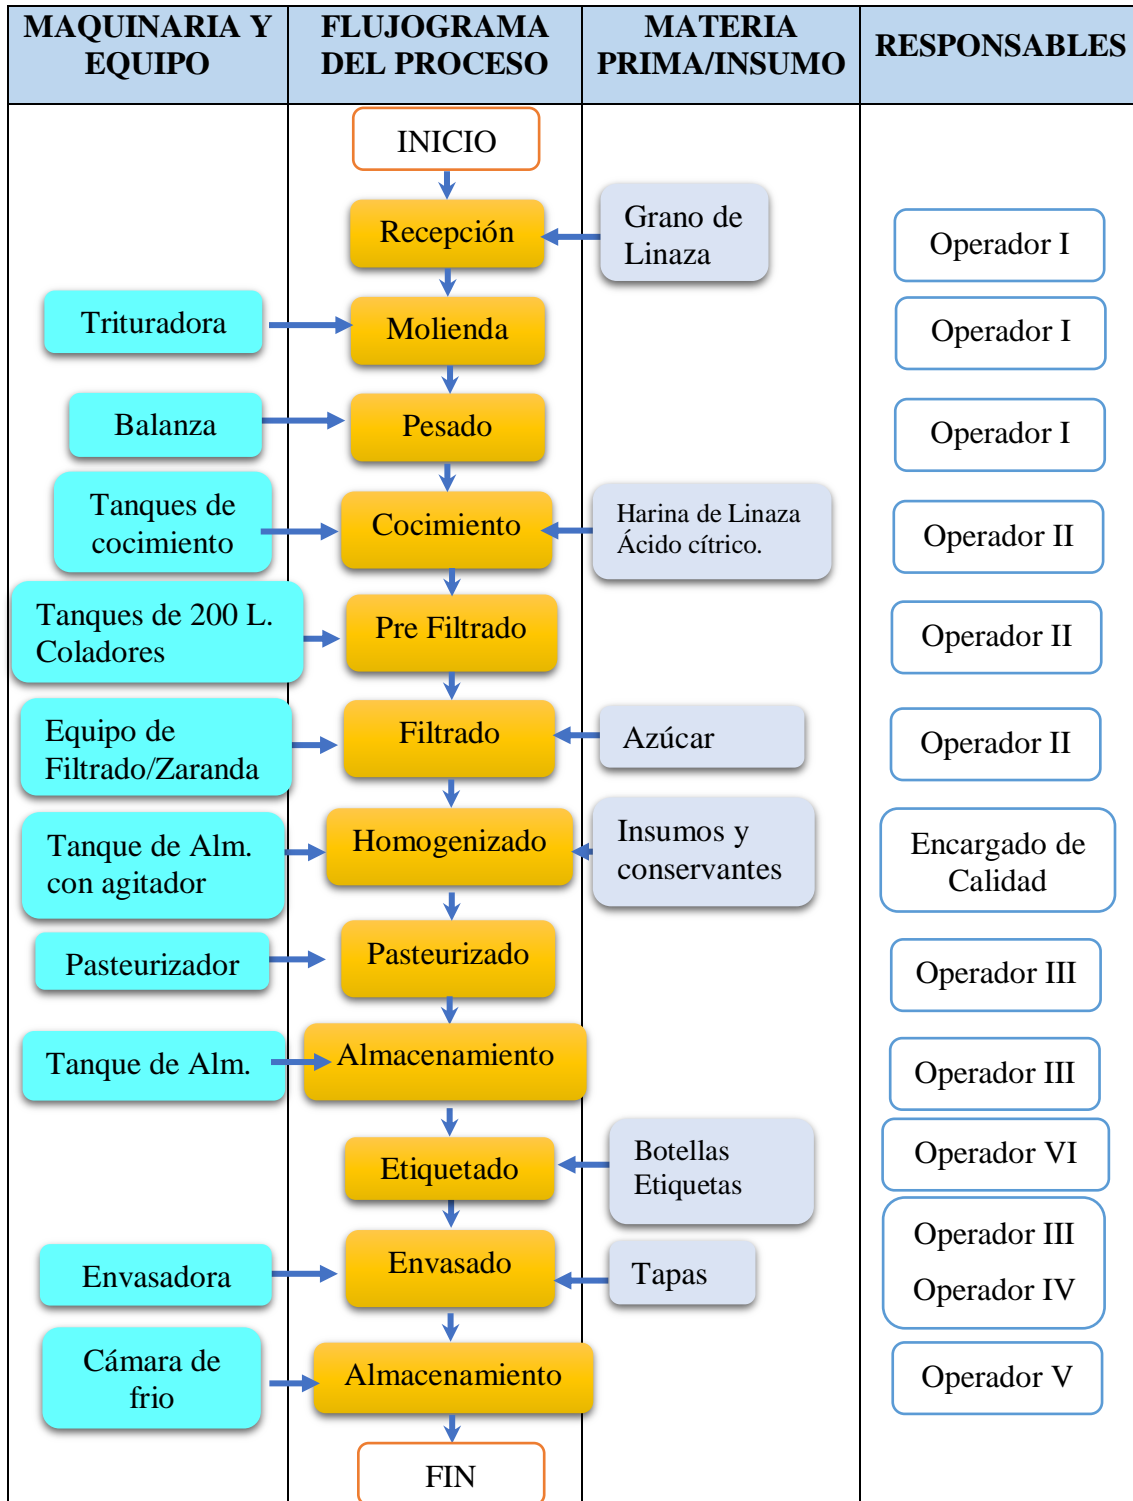 MAQUINARIA Y
EQUIPO
FLUJOGRAMA
DEL PROCESO
MATERIA
PRIMA/INSUMO
RESPONSABLES
INICIO
Recepción
Grano de
Linaza
Operador I
Trituradora
Molienda
Operador I
Balanza
Pesado
Operador I
Tanques de
cocimiento
Cocimiento
Harina de Linaza
Ácido cítrico.
Operador II
Tanques de 200 L.
Coladores
Pre Filtrado
Operador II
Equipo de
Filtrado/Zaranda
Filtrado
Azúcar
Operador II
Tanque de Alm.
con agitador
Homogenizado
Insumos y
conservantes
Encargado de
Calidad
Pasteurizador
Pasteurizado
Operador III
Tanque de Alm.
Almacenamiento
Operador III
Etiquetado
Botellas
Etiquetas
Operador VI
Envasadora
Envasado
Tapas
Operador III
Operador IV
Cámara de
frio
Almacenamiento
Operador V
FIN